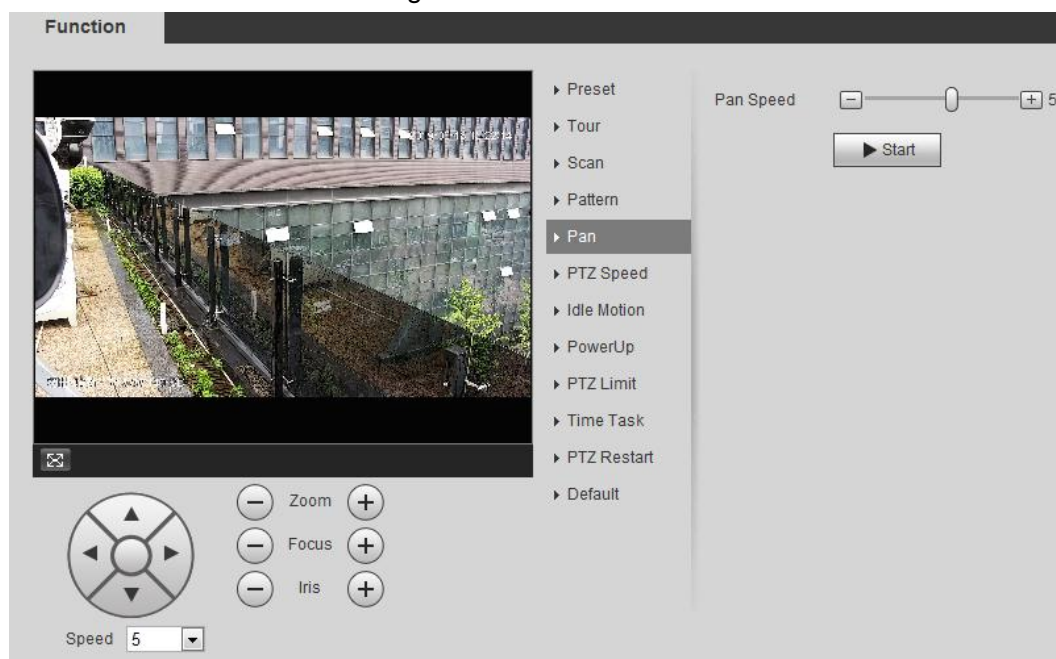 Function
Preset
Tour
Scan
Pattern
Pan
PTZ Speed
Idle Motion
PowerUp
PTZ Limit
Time Task
PTZ Restart
Default
Pan Speed
5
Start
Zoom
Focus
Iris
Speed 5